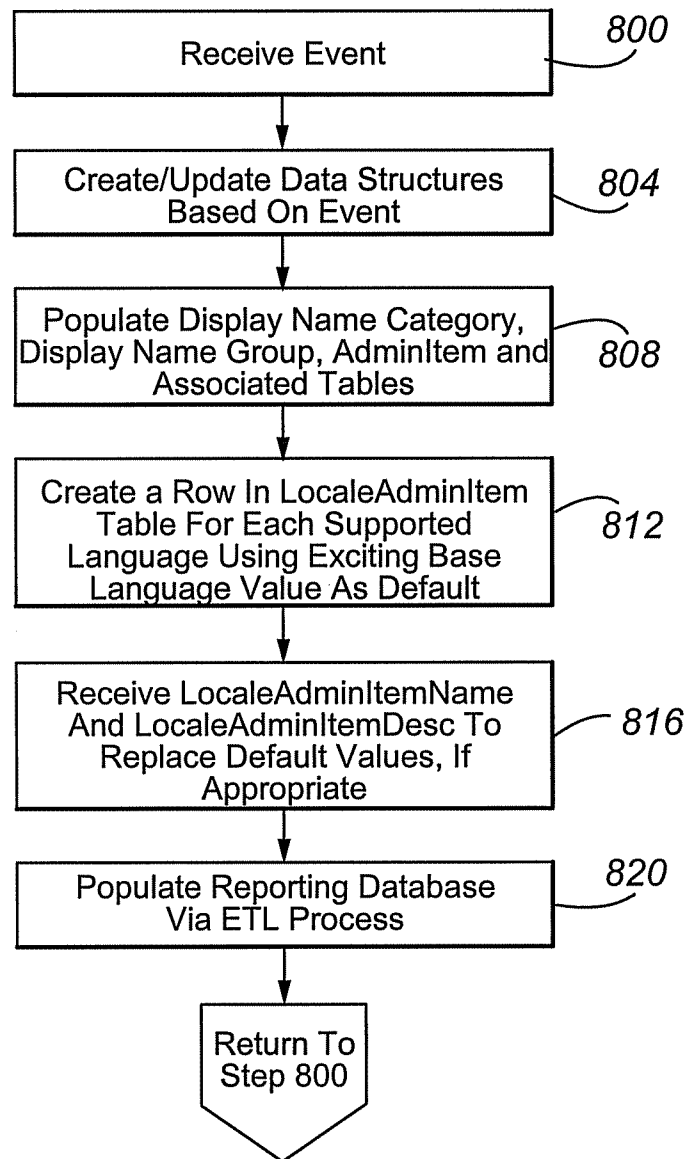 Receive Event
800
Create/Update Data Structures
Based On Event
804
Populate Display Name Category,
Display Name Group, AdminItem and
Associated Tables
808
Create a Row In LocaleAdminItem
Table For Each Supported
Language Using Exciting Base
Language Value As Default
812
Receive LocaleAdminItemName
And LocaleAdminItemDesc To
Replace Default Values, If
Appropriate
816
Populate Reporting Database
Via ETL Process
820
Return To
Step 800